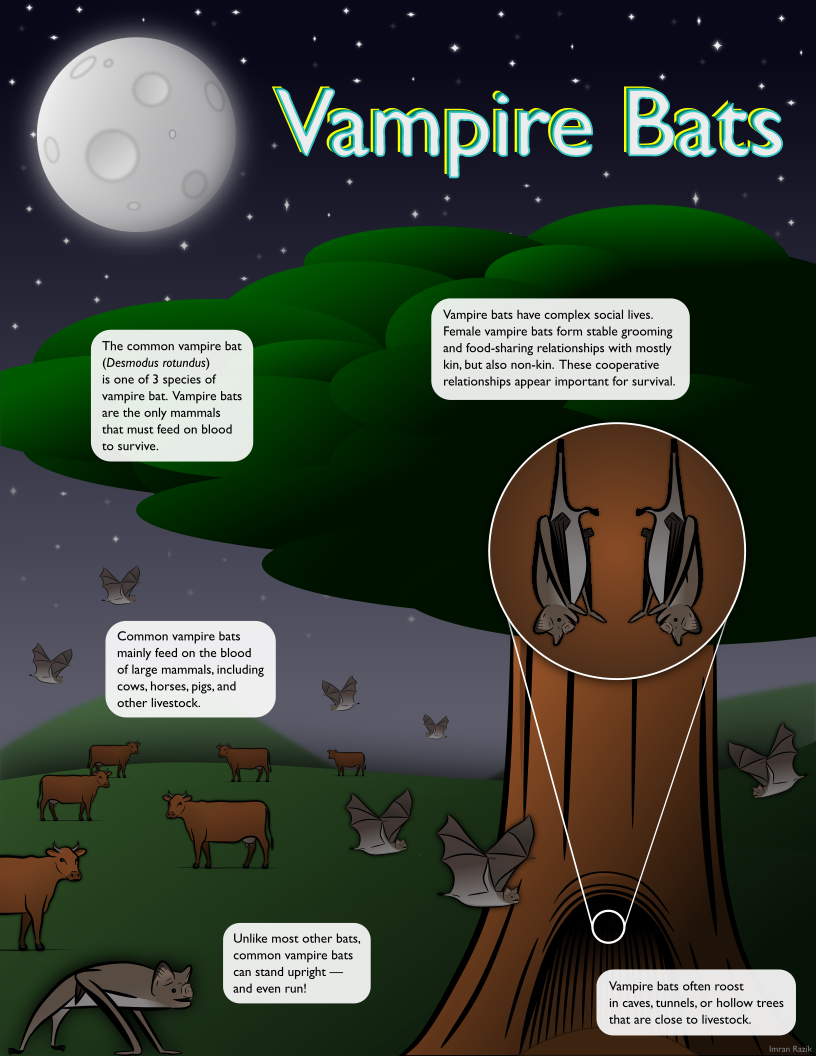 Vampire Bats
Vampire bats have complex social lives.
Female vampire bats form stable grooming
and food-sharing relationships with mostly
kin, but also non-kin. These cooperative
relationships appear important for survival.
The common vampire bat
(Desmodus rotundus)
is one of 3 species of
vampire bat. Vampire bats
are the only mammals
that must feed on blood
to survive.
Common vampire bats
mainly feed on the blood
of large mammals, including
cows, horses, pigs, and
other livestock.
Unlike most other bats,
common vampire bats
can stand upright —
and even run!
Vampire bats often roost
in caves, tunnels, or hollow trees
that are close to livestock.
Imran Razik